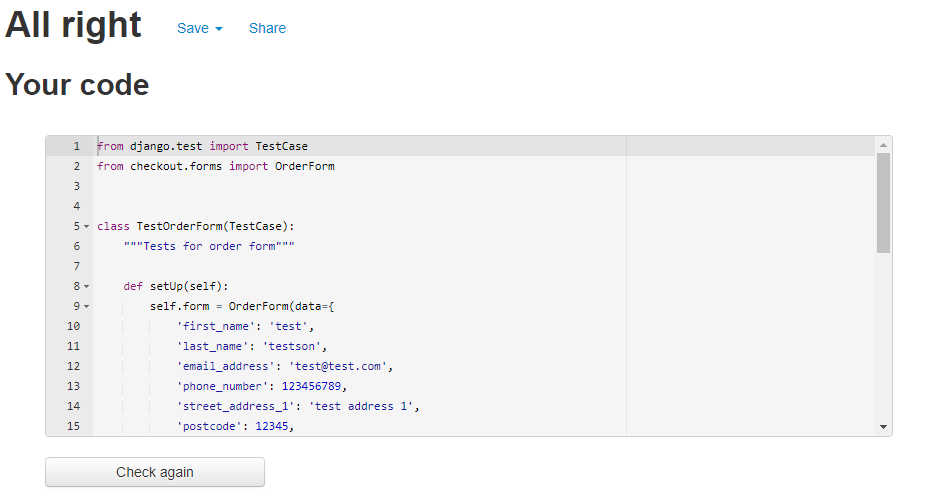 All right Save Share
Your code
1 from django.test import TestCase
2 from checkout.forms import OrderForm
3
4
5 class TestOrderForm(TestCase):
6     """Tests for order form"""
7
8     def setUp(self):
9         self.form = OrderForm(data={
10             'first_name': 'test',
11             'last_name': 'testson',
12             'email_address': 'test@test.com',
13             'phone_number': 123456789,
14             'street_address_1': 'test address 1',
15             'postcode': 12345,
Check again